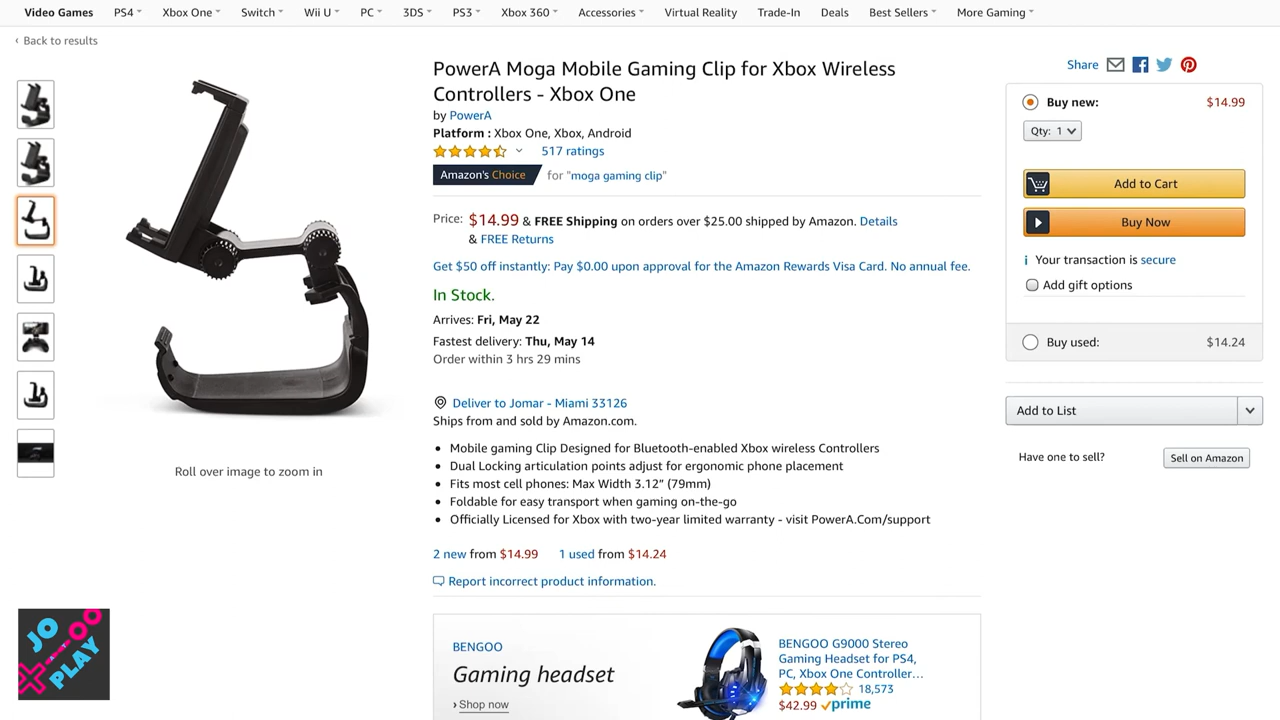 Video Games PS4 Xbox One Switch Wii U PC 3DS PS3 Xbox 360 Accessories Virtual Reality Trade-In Deals Best Sellers More Gaming
‹ Back to results
PowerA Moga Mobile Gaming Clip for Xbox Wireless
Controllers - Xbox One
by PowerA
Platform : Xbox One, Xbox, Android
517 ratings
Amazon's Choice for "moga gaming clip"
Price: $14.99 & FREE Shipping on orders over $25.00 shipped by Amazon. Details
& FREE Returns
Get $50 off instantly: Pay $0.00 upon approval for the Amazon Rewards Visa Card. No annual fee.
In Stock.
Arrives: Fri, May 22
Fastest delivery: Thu, May 14
Order within 3 hrs 29 mins
Deliver to Jomar - Miami 33126
Ships from and sold by Amazon.com.
• Mobile gaming Clip Designed for Bluetooth-enabled Xbox wireless Controllers
• Dual Locking articulation points adjust for ergonomic phone placement
• Fits most cell phones: Max Width 3.12” (79mm)
• Foldable for easy transport when gaming on-the-go
• Officially Licensed for Xbox with two-year limited warranty - visit PowerA.Com/support
2 new from $14.99 1 used from $14.24
Report incorrect product information.
Roll over image to zoom in
Share
Buy new: $14.99
Qty: 1
Add to Cart
Buy Now
Your transaction is secure
Add gift options
Buy used: $14.24
Add to List
Have one to sell? Sell on Amazon
BENGOO
Gaming headset
› Shop now
BENGOO G9000 Stereo
Gaming Headset for PS4,
PC, Xbox One Controller…
18,573
$42.99 prime
JO
PLAY